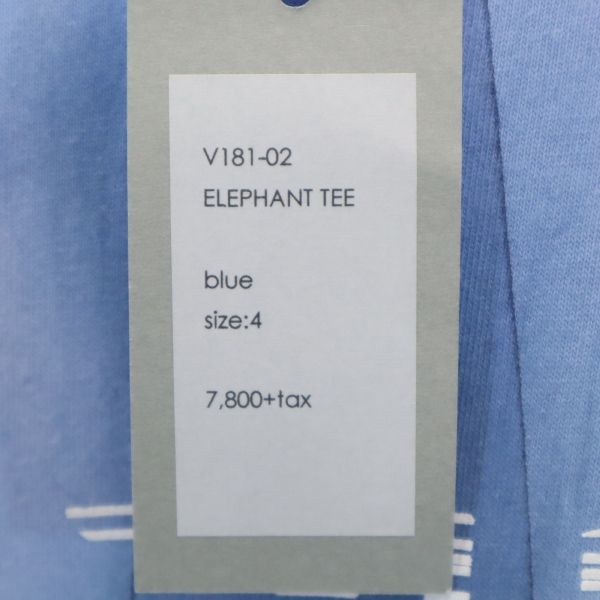 V181-02
ELEPHANT TEE
blue
size:4
7,800+tax